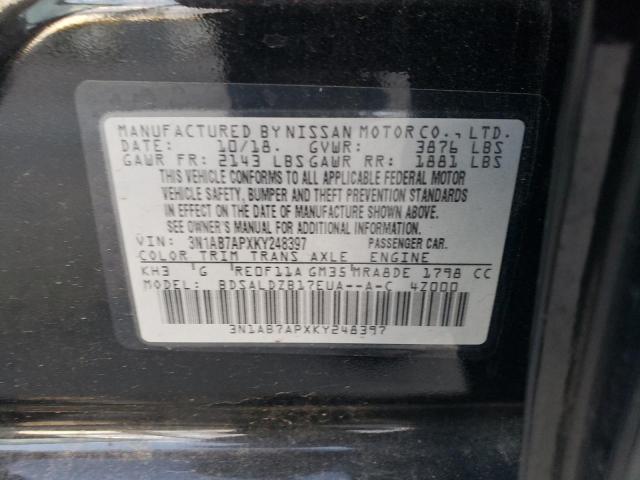 MANUFACTURED BY NISSAN MOTOR CO., LTD.
DATE: 10/18. GVWR: 3876 LBS
GAWR FR: 2143 LBS GAWR RR: 1881 LBS
THIS VEHICLE CONFORMS TO ALL APPLICABLE FEDERAL MOTOR
VEHICLE SAFETY, BUMPER AND THEFT PREVENTION STANDARDS
IN EFFECT ON THE DATE OF MANUFACTURE SHOWN ABOVE.
SEE OWNER'S MANUAL FOR ADDITIONAL INFORMATION.
VIN: 3N1AB7APXKY248397 PASSENGER CAR.
COLOR TRIM TRANS AXLE ENGINE
KH3 G RE0F11A GM35 MRA8DE 1798 CC
MODEL: BDSALDZB17EUA--A-C 4Z000
3N1AB7APXKY248397